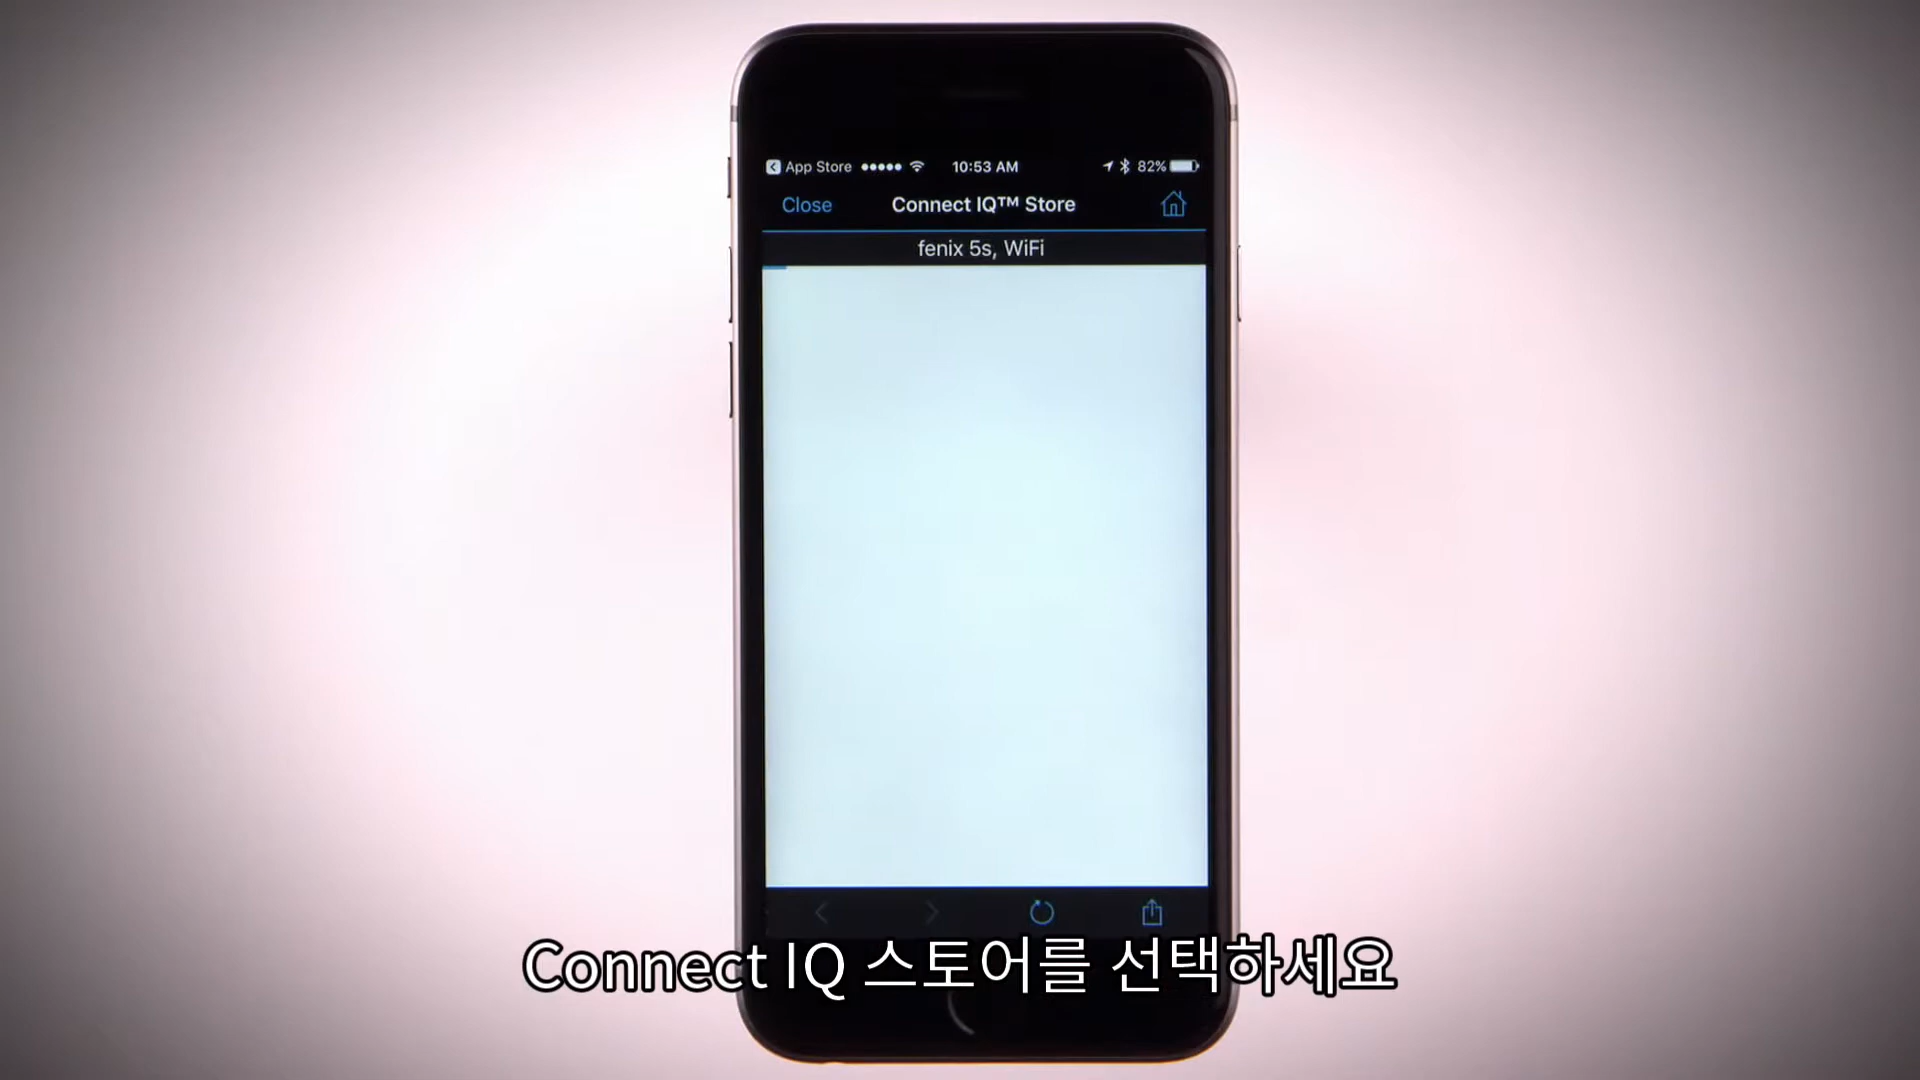 App Store 10:53 AM 82%
Close Connect IQ™ Store
fenix 5s, WiFi
Connect IQ 스토어를 선택하세요